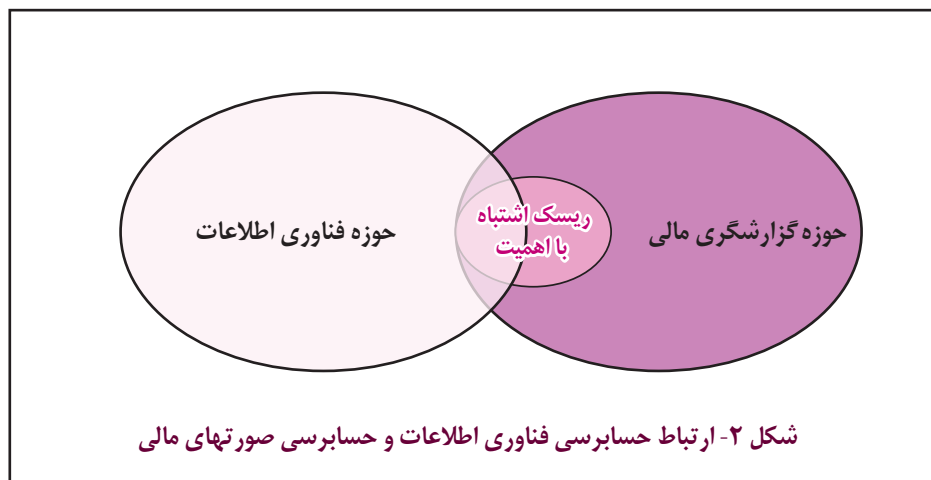 حوزه گزارشگری مالی
ریسک اشتباه
با اهمیت
حوزه فناوری اطلاعات
شکل ۲- ارتباط حسابرسی فناوری اطلاعات و حسابرسی صورتهای مالی